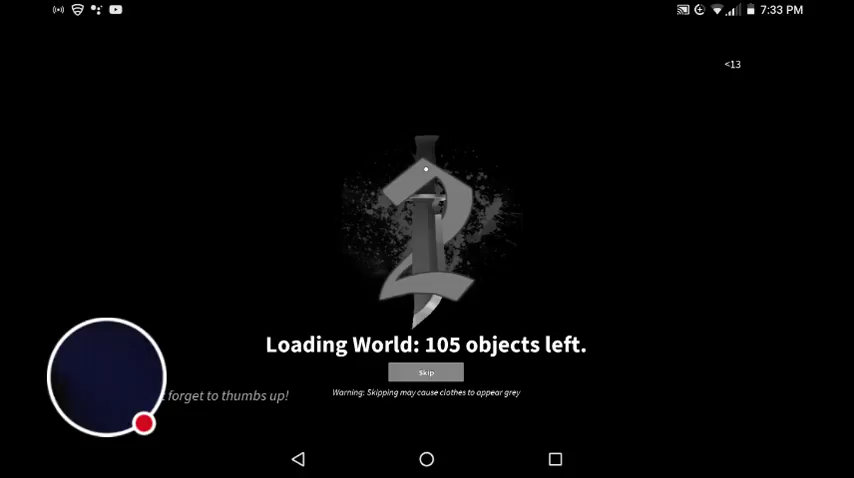 7:33 PM
<13
2
Loading World: 105 objects left.
Skip
Warning: Skipping may cause clothes to appear grey
forget to thumbs up!